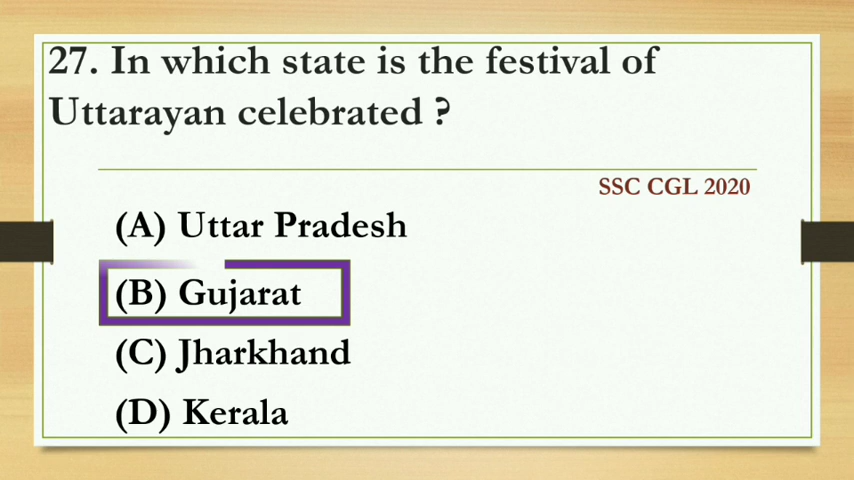 27. In which state is the festival of
Uttarayan celebrated ?
SSC CGL 2020
(A) Uttar Pradesh
(B) Gujarat
(C) Jharkhand
(D) Kerala